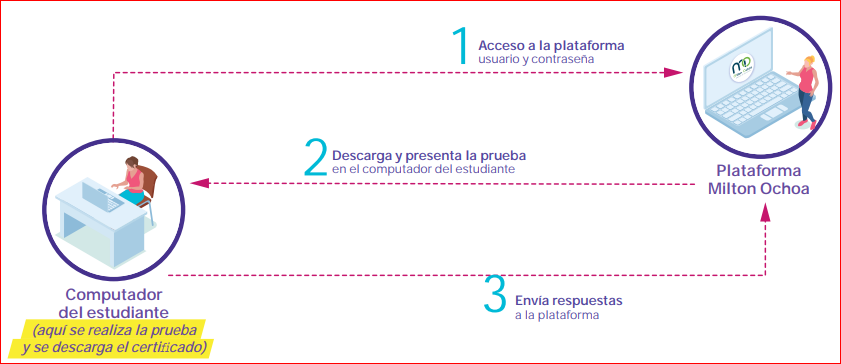 1 Acceso a la plataforma
usuario y contraseña
2 Descarga y presenta la prueba
en el computador del estudiante
Plataforma
Milton Ochoa
Computador
del estudiante
(aquí se realiza la prueba
y se descarga el certificado)
3 Envía respuestas
a la plataforma